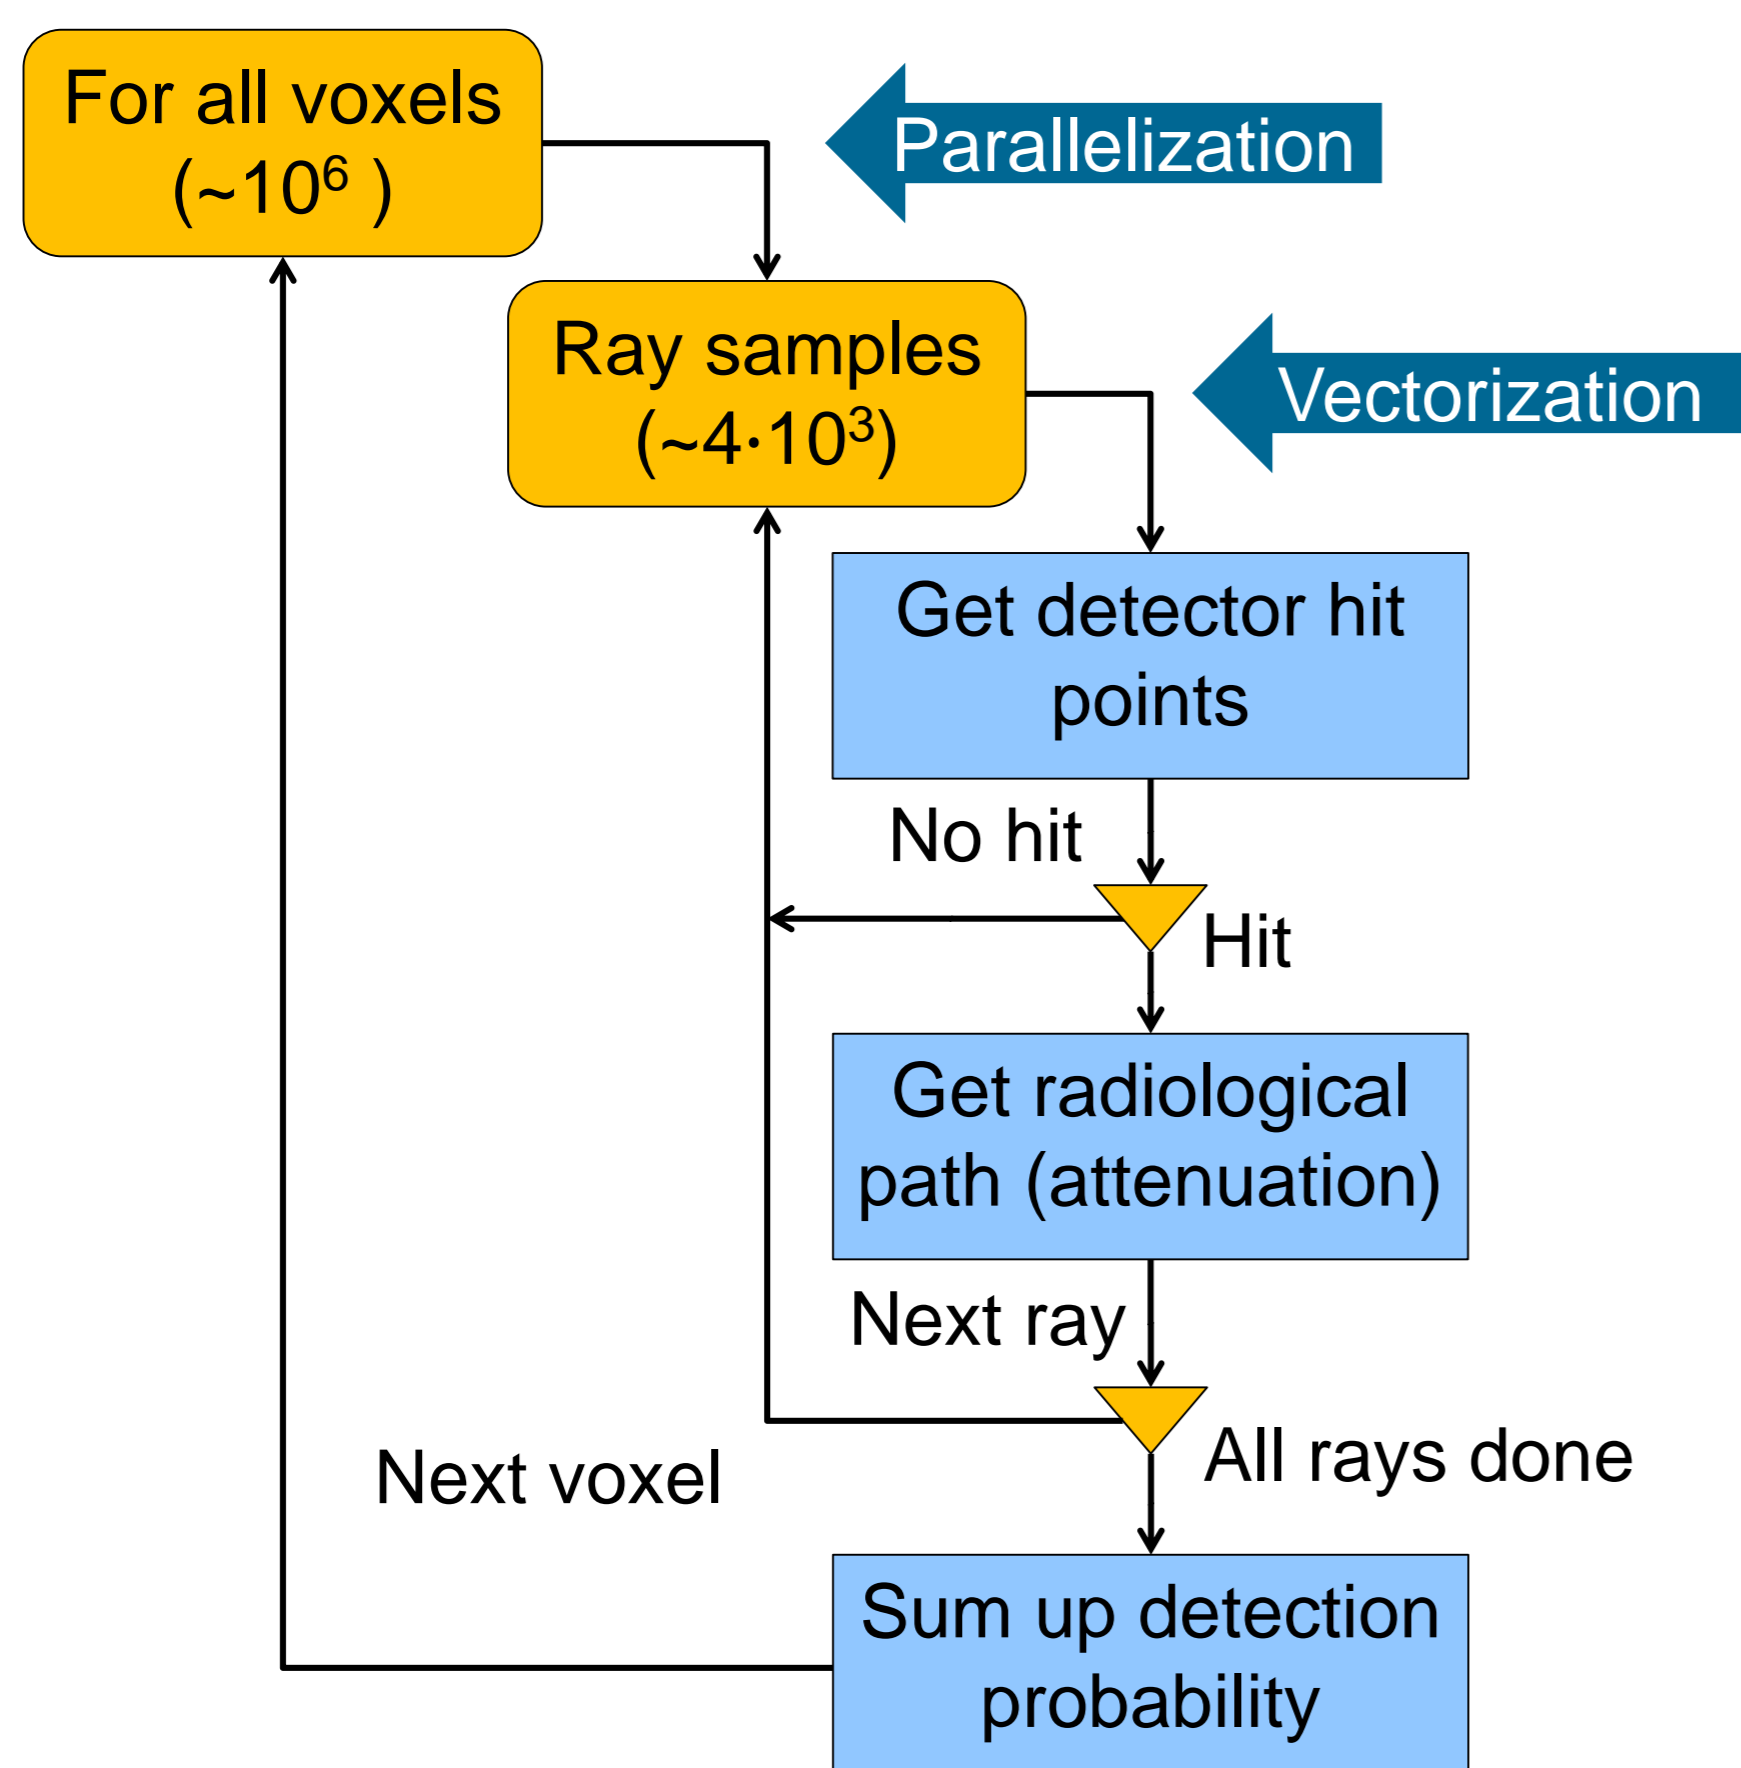 For all voxels
(~10⁶ )
Parallelization
Ray samples
(~4·10³)
Vectorization
Get detector hit
points
No hit
Hit
Get radiological
path (attenuation)
Next ray
All rays done
Next voxel
Sum up detection
probability